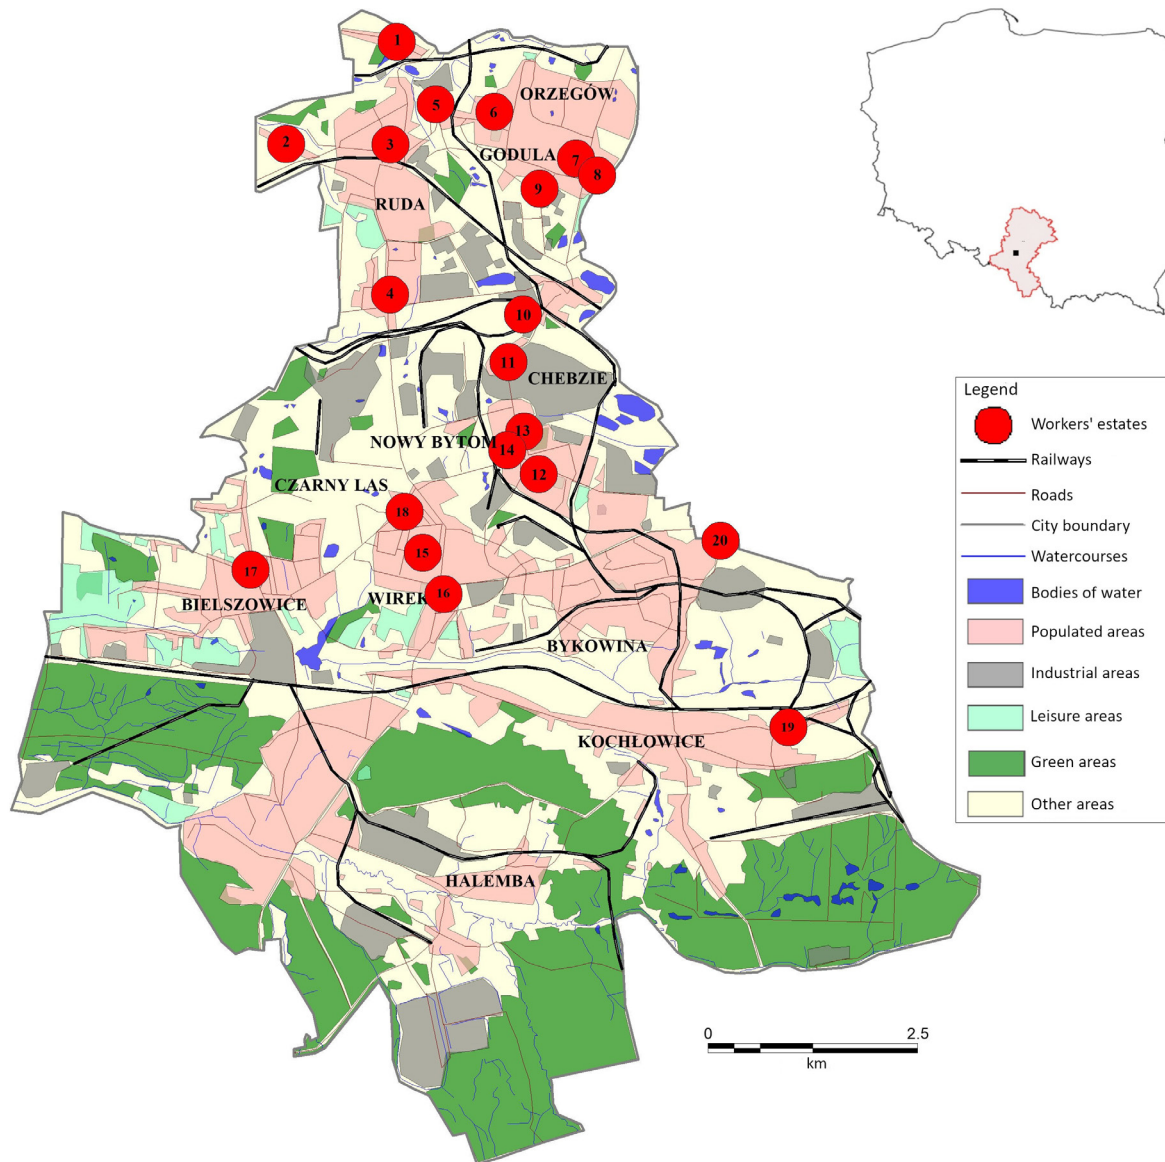 1
5
6
ORZEGÓW
2
3
GODULA
7
8
9
RUDA
4
10
11
CHEBZIE
13
NOWY BYTOM
14
12
CZARNY LAS
18
20
15
17
16
BIELSZOWICE
WIREK
BYKOWINA
19
KOCHŁOWICE
HALEMBA
Legend
Workers' estates
Railways
Roads
City boundary
Watercourses
Bodies of water
Populated areas
Industrial areas
Leisure areas
Green areas
Other areas
0 2.5
km